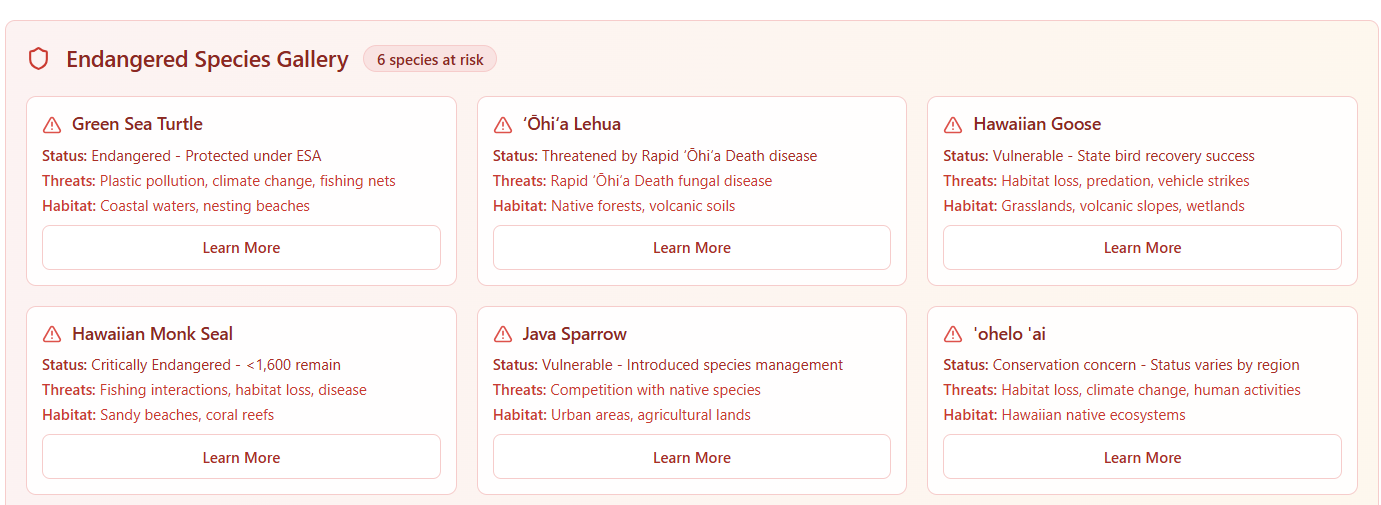 Endangered Species Gallery
6 species at risk
Green Sea Turtle
Status: Endangered - Protected under ESA
Threats: Plastic pollution, climate change, fishing nets
Habitat: Coastal waters, nesting beaches
Learn More
ʻŌhiʻa Lehua
Status: Threatened by Rapid ʻŌhiʻa Death disease
Threats: Rapid ʻŌhiʻa Death fungal disease
Habitat: Native forests, volcanic soils
Learn More
Hawaiian Goose
Status: Vulnerable - State bird recovery success
Threats: Habitat loss, predation, vehicle strikes
Habitat: Grasslands, volcanic slopes, wetlands
Learn More
Hawaiian Monk Seal
Status: Critically Endangered - <1,600 remain
Threats: Fishing interactions, habitat loss, disease
Habitat: Sandy beaches, coral reefs
Learn More
Java Sparrow
Status: Vulnerable - Introduced species management
Threats: Competition with native species
Habitat: Urban areas, agricultural lands
Learn More
ˈohelo ˈai
Status: Conservation concern - Status varies by region
Threats: Habitat loss, climate change, human activities
Habitat: Hawaiian native ecosystems
Learn More